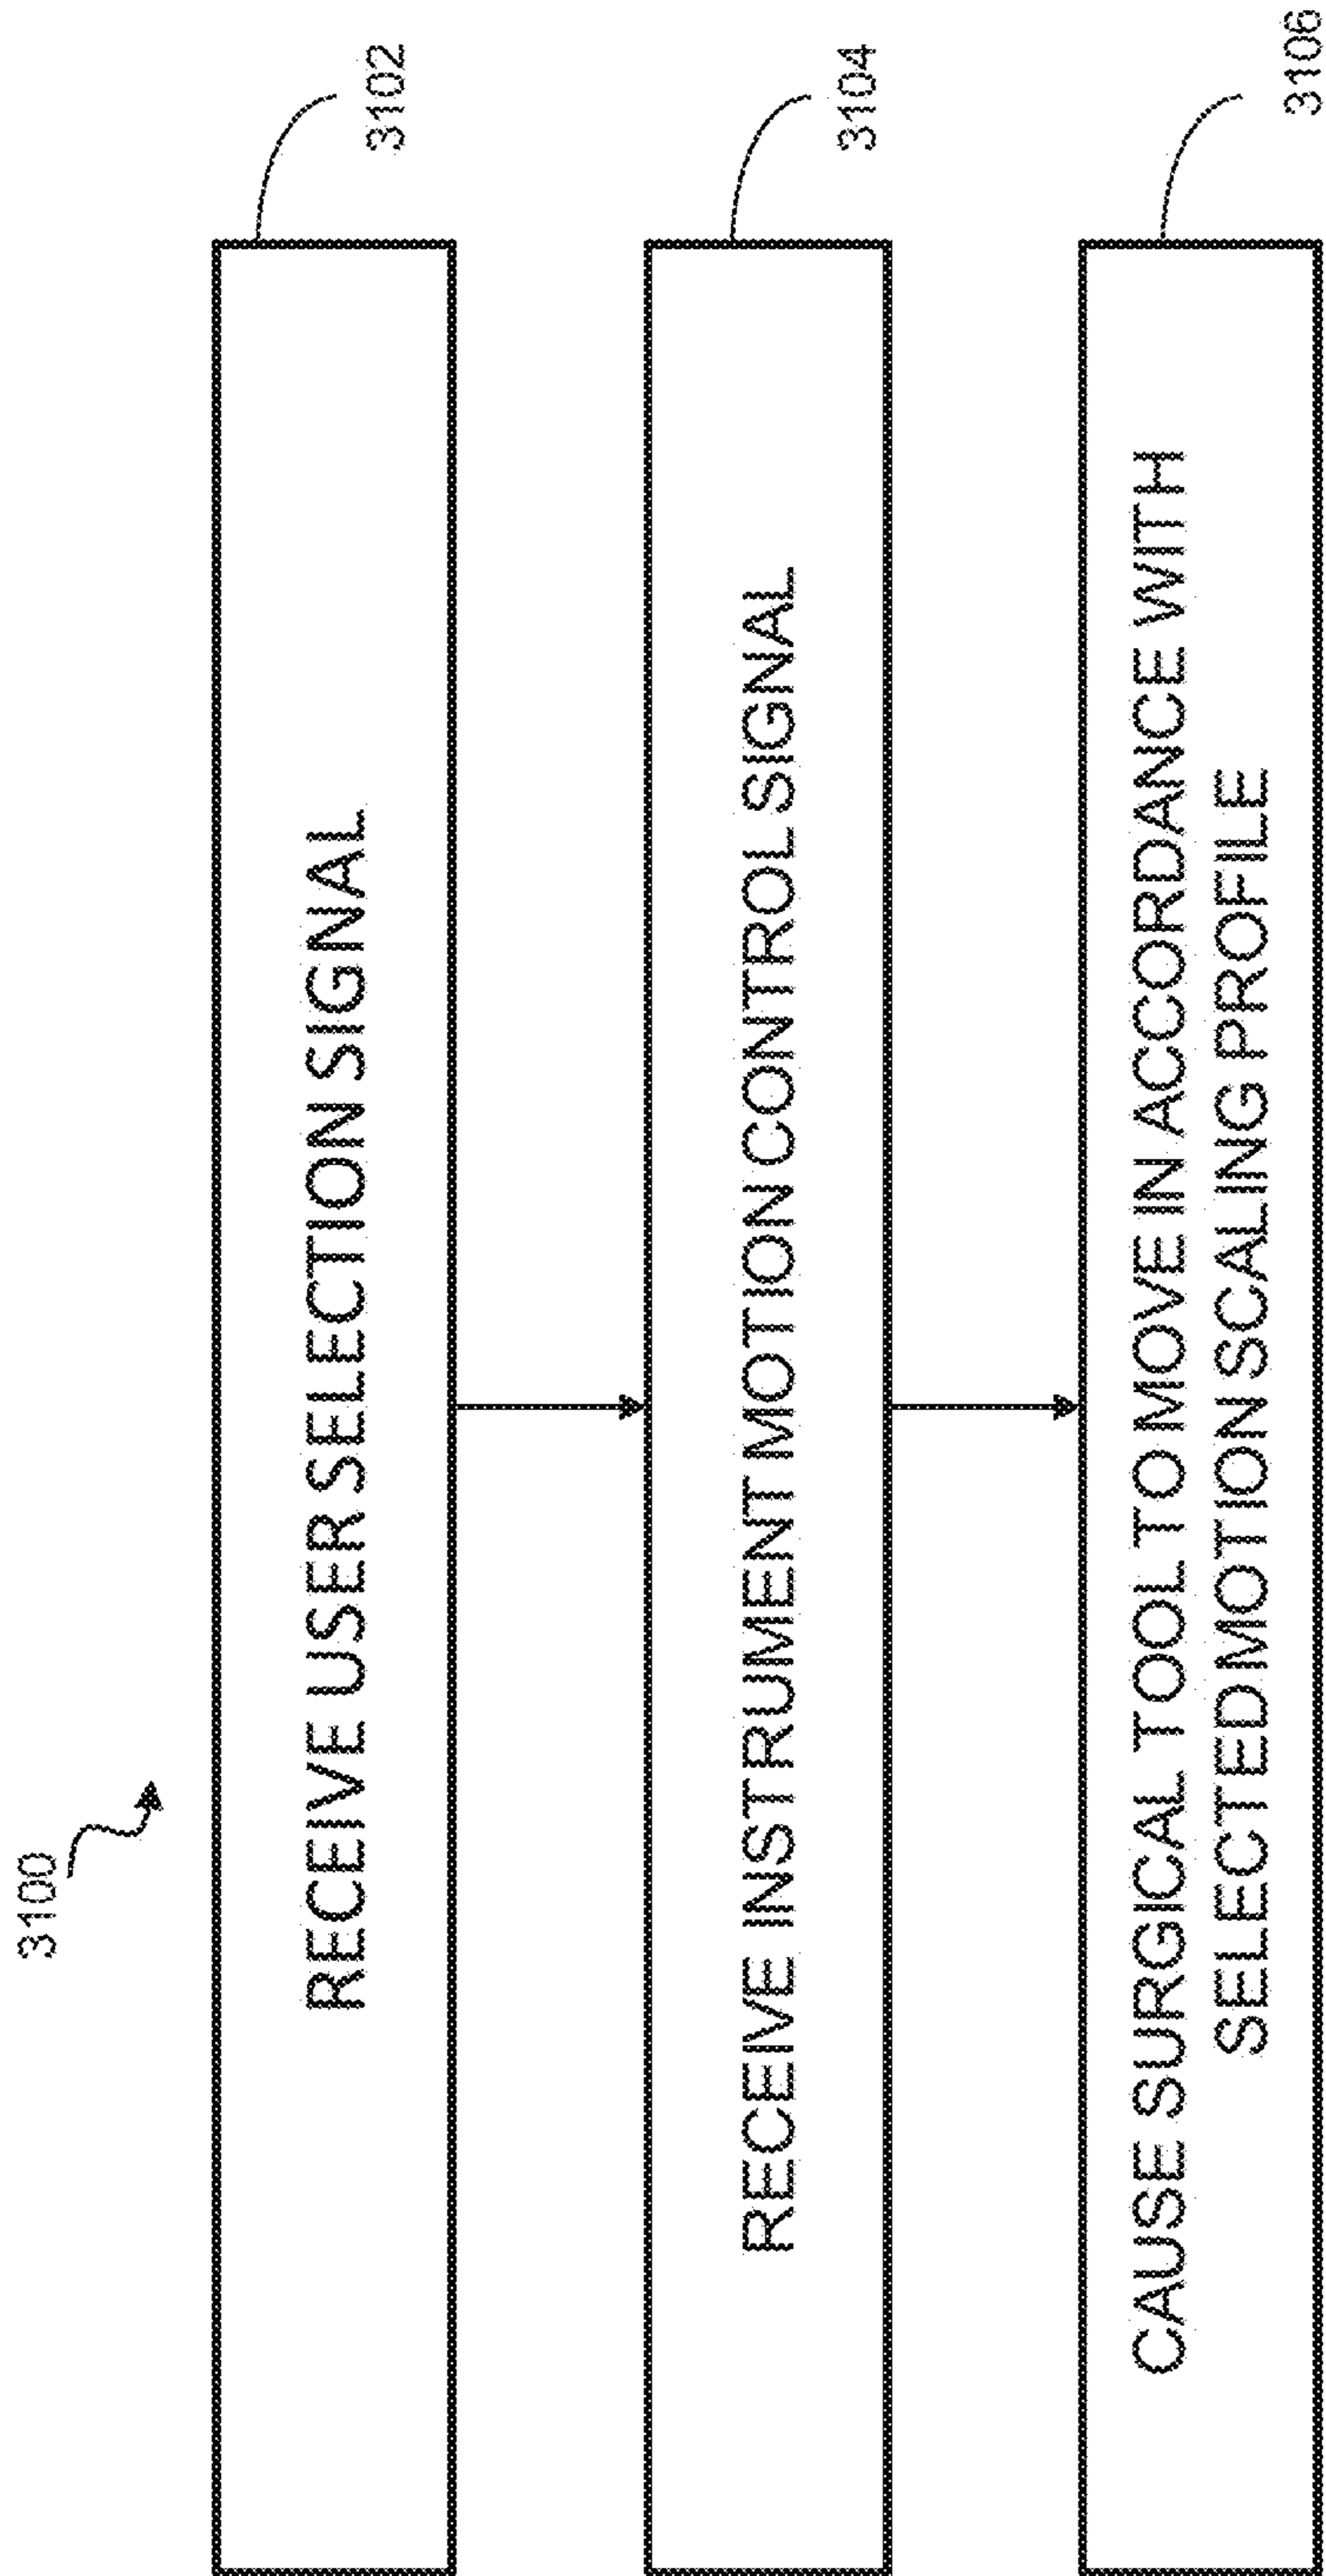 3100
RECEIVE USER SELECTION SIGNAL
3102
RECEIVE INSTRUMENT MOTION CONTROL SIGNAL
3104
CAUSE SURGICAL TOOL TO MOVE IN ACCORDANCE WITH
SELECTED MOTION SCALING PROFILE
3106